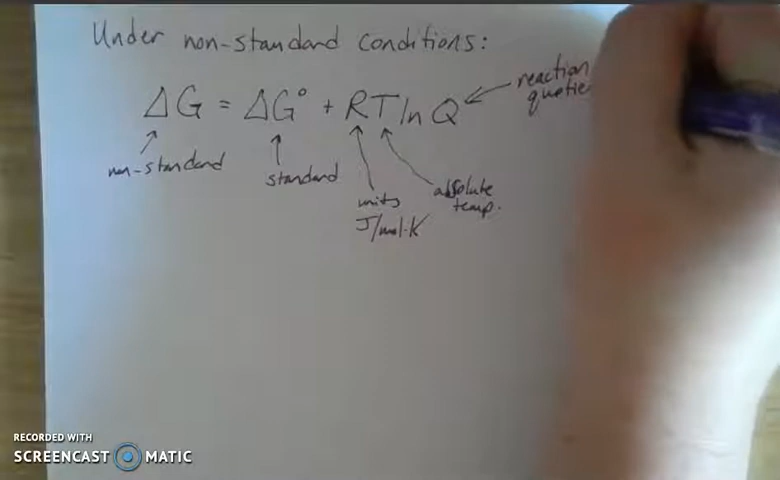 Under non-standard conditions:
ΔG = ΔG° + RT ln Q
reaction
non-standard
standard
units
J/mol·K
absolute
temp.
RECORDED WITH
SCREENCAST MATIC